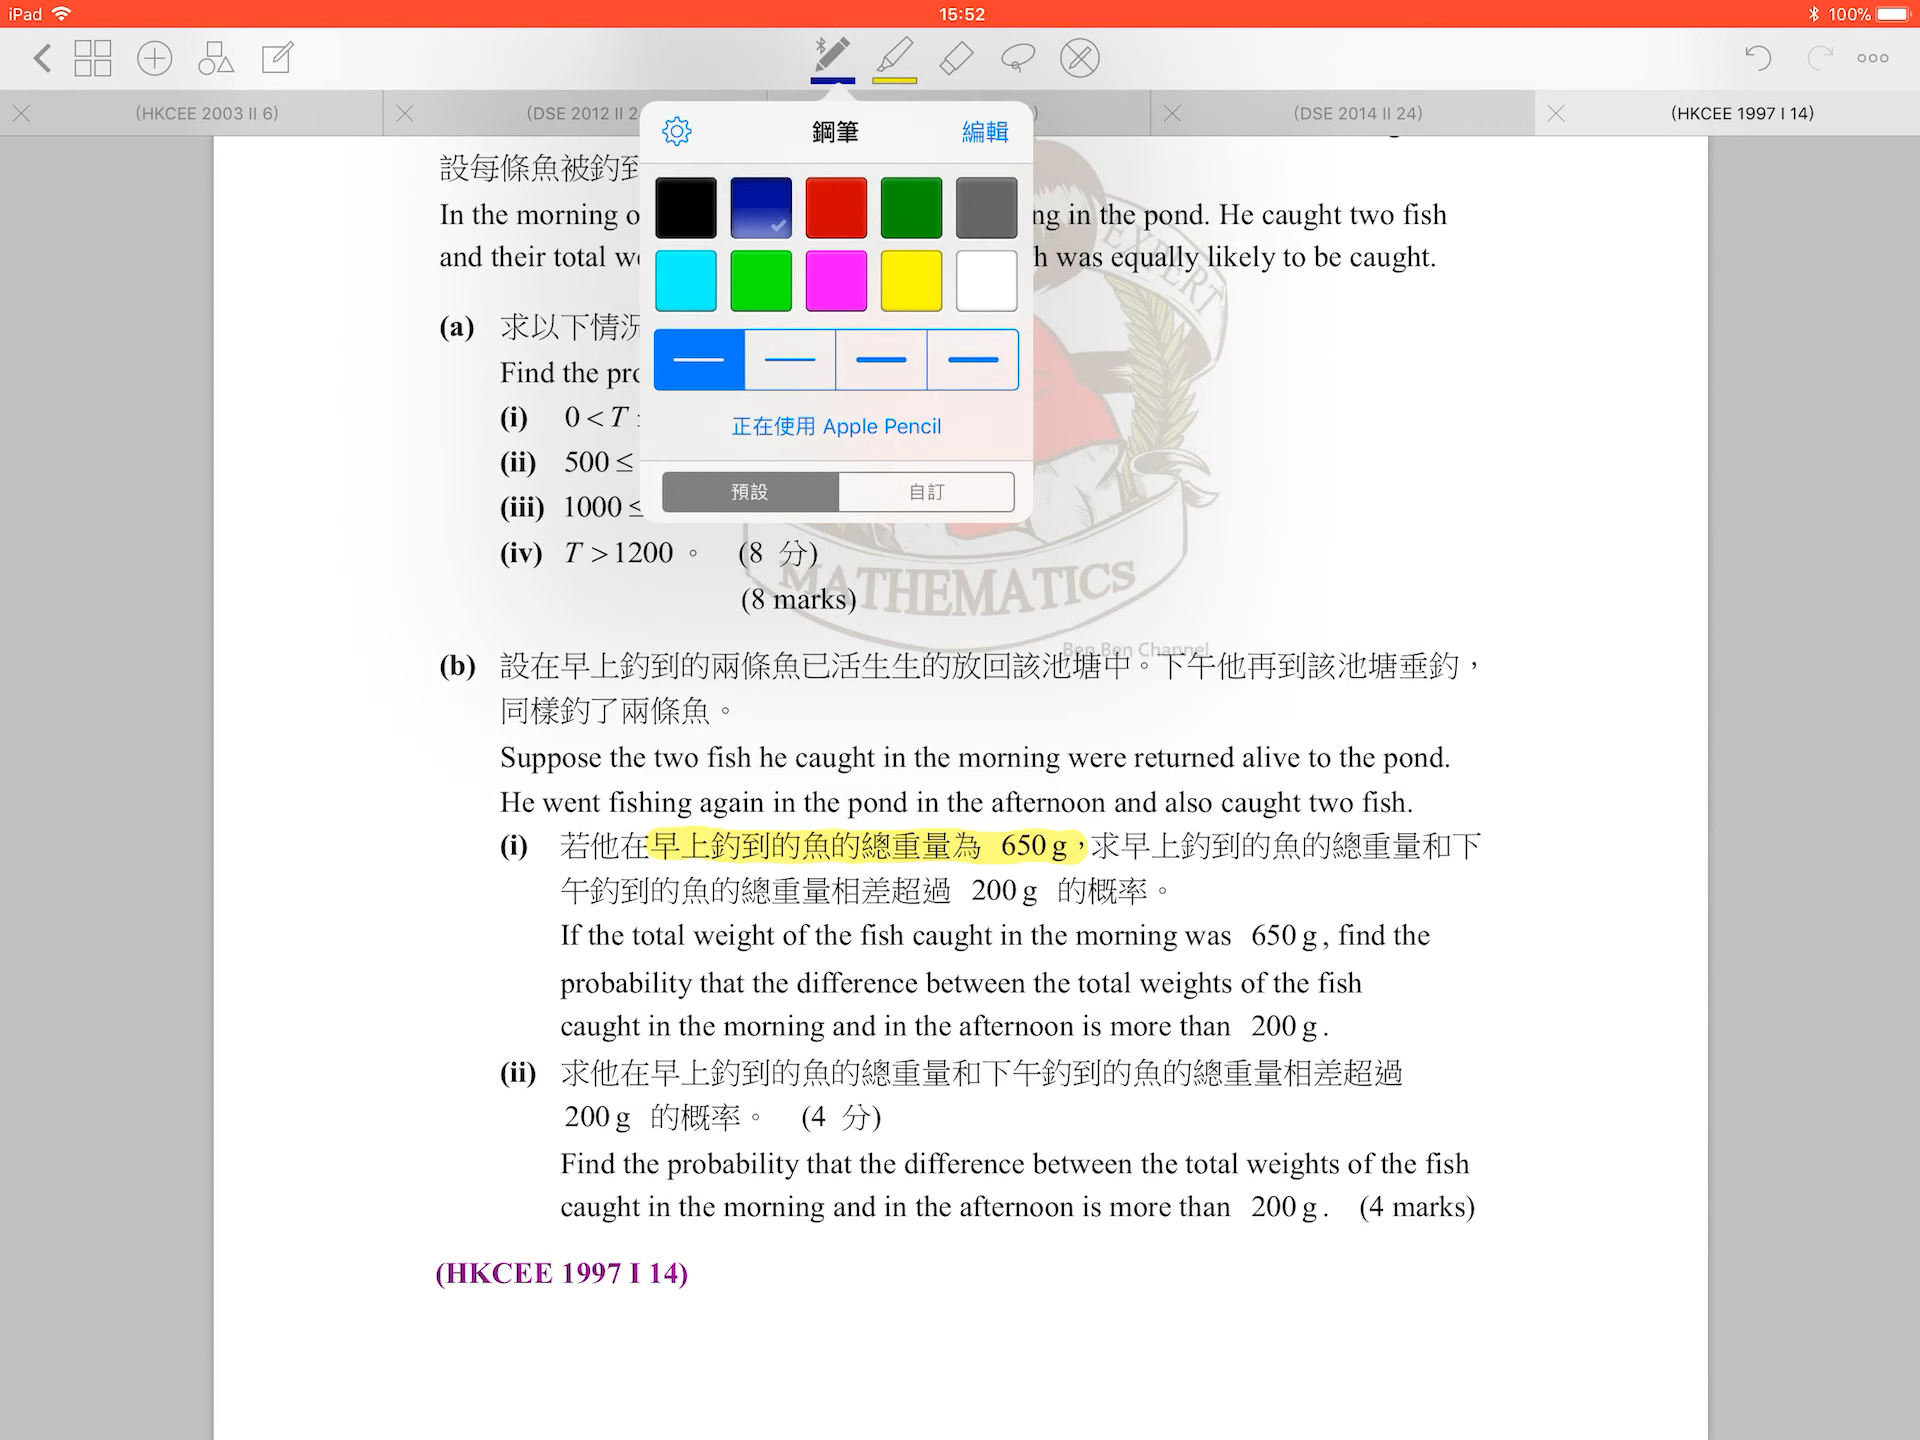 iPad 15:52 100%
(HKCEE 2003 II 6) (DSE 2012 II 2 ) (DSE 2014 II 24) (HKCEE 1997 I 14)
鋼筆 編輯
正在使用 Apple Pencil
預設 自訂
設每條魚被釣到
In the morning o ng in the pond. He caught two fish
and their total w h was equally likely to be caught.
(a) 求以下情況
Find the pro
(i) 0 < T
(ii) 500 ≤
(iii) 1000 ≤
(iv) T > 1200 。 (8 分)
(8 marks)
EXPERT
MATHEMATICS
Ben Ben Channel
(b) 設在早上釣到的兩條魚已活生生的放回該池塘中。下午他再到該池塘垂釣，
同樣釣了兩條魚。
Suppose the two fish he caught in the morning were returned alive to the pond.
He went fishing again in the pond in the afternoon and also caught two fish.
(i) 若他在早上釣到的魚的總重量為 650 g，求早上釣到的魚的總重量和下
午釣到的魚的總重量相差超過 200 g 的概率。
If the total weight of the fish caught in the morning was 650 g, find the
probability that the difference between the total weights of the fish
caught in the morning and in the afternoon is more than 200 g.
(ii) 求他在早上釣到的魚的總重量和下午釣到的魚的總重量相差超過
200 g 的概率。 (4 分)
Find the probability that the difference between the total weights of the fish
caught in the morning and in the afternoon is more than 200 g. (4 marks)
(HKCEE 1997 I 14)